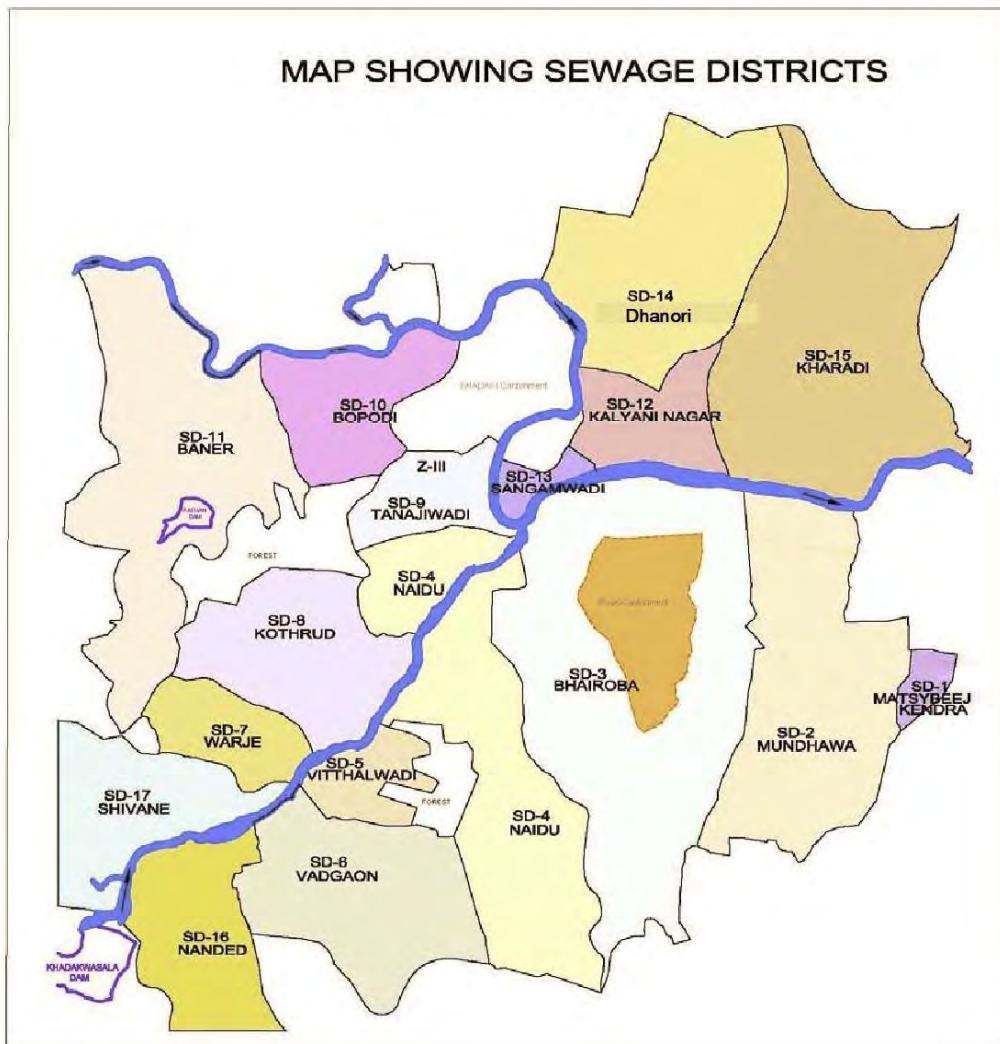 MAP SHOWING SEWAGE DISTRICTS
SD-14
Dhanori
SD-15
KHARADI
SD-12
KALYANI NAGAR
SD-10
BOPODI
SD-11
BANER
Z-III
SD-13
SANGAMWADI
SD-9
TANAJIWADI
DAM
FOREST
SD-4
NAIDU
SD-8
KOTHRUD
SD-3
BHAIROBA
SD-1
MATSYBEEJ
KENDRA
SD-2
MUNDHAWA
SD-7
WARJE
SD-5
VITTHALWADI
SD-17
SHIVANE
FOREST
SD-4
NAIDU
SD-6
VADGAON
SD-16
NANDED
KHADAKWASALA
DAM
Cantonment